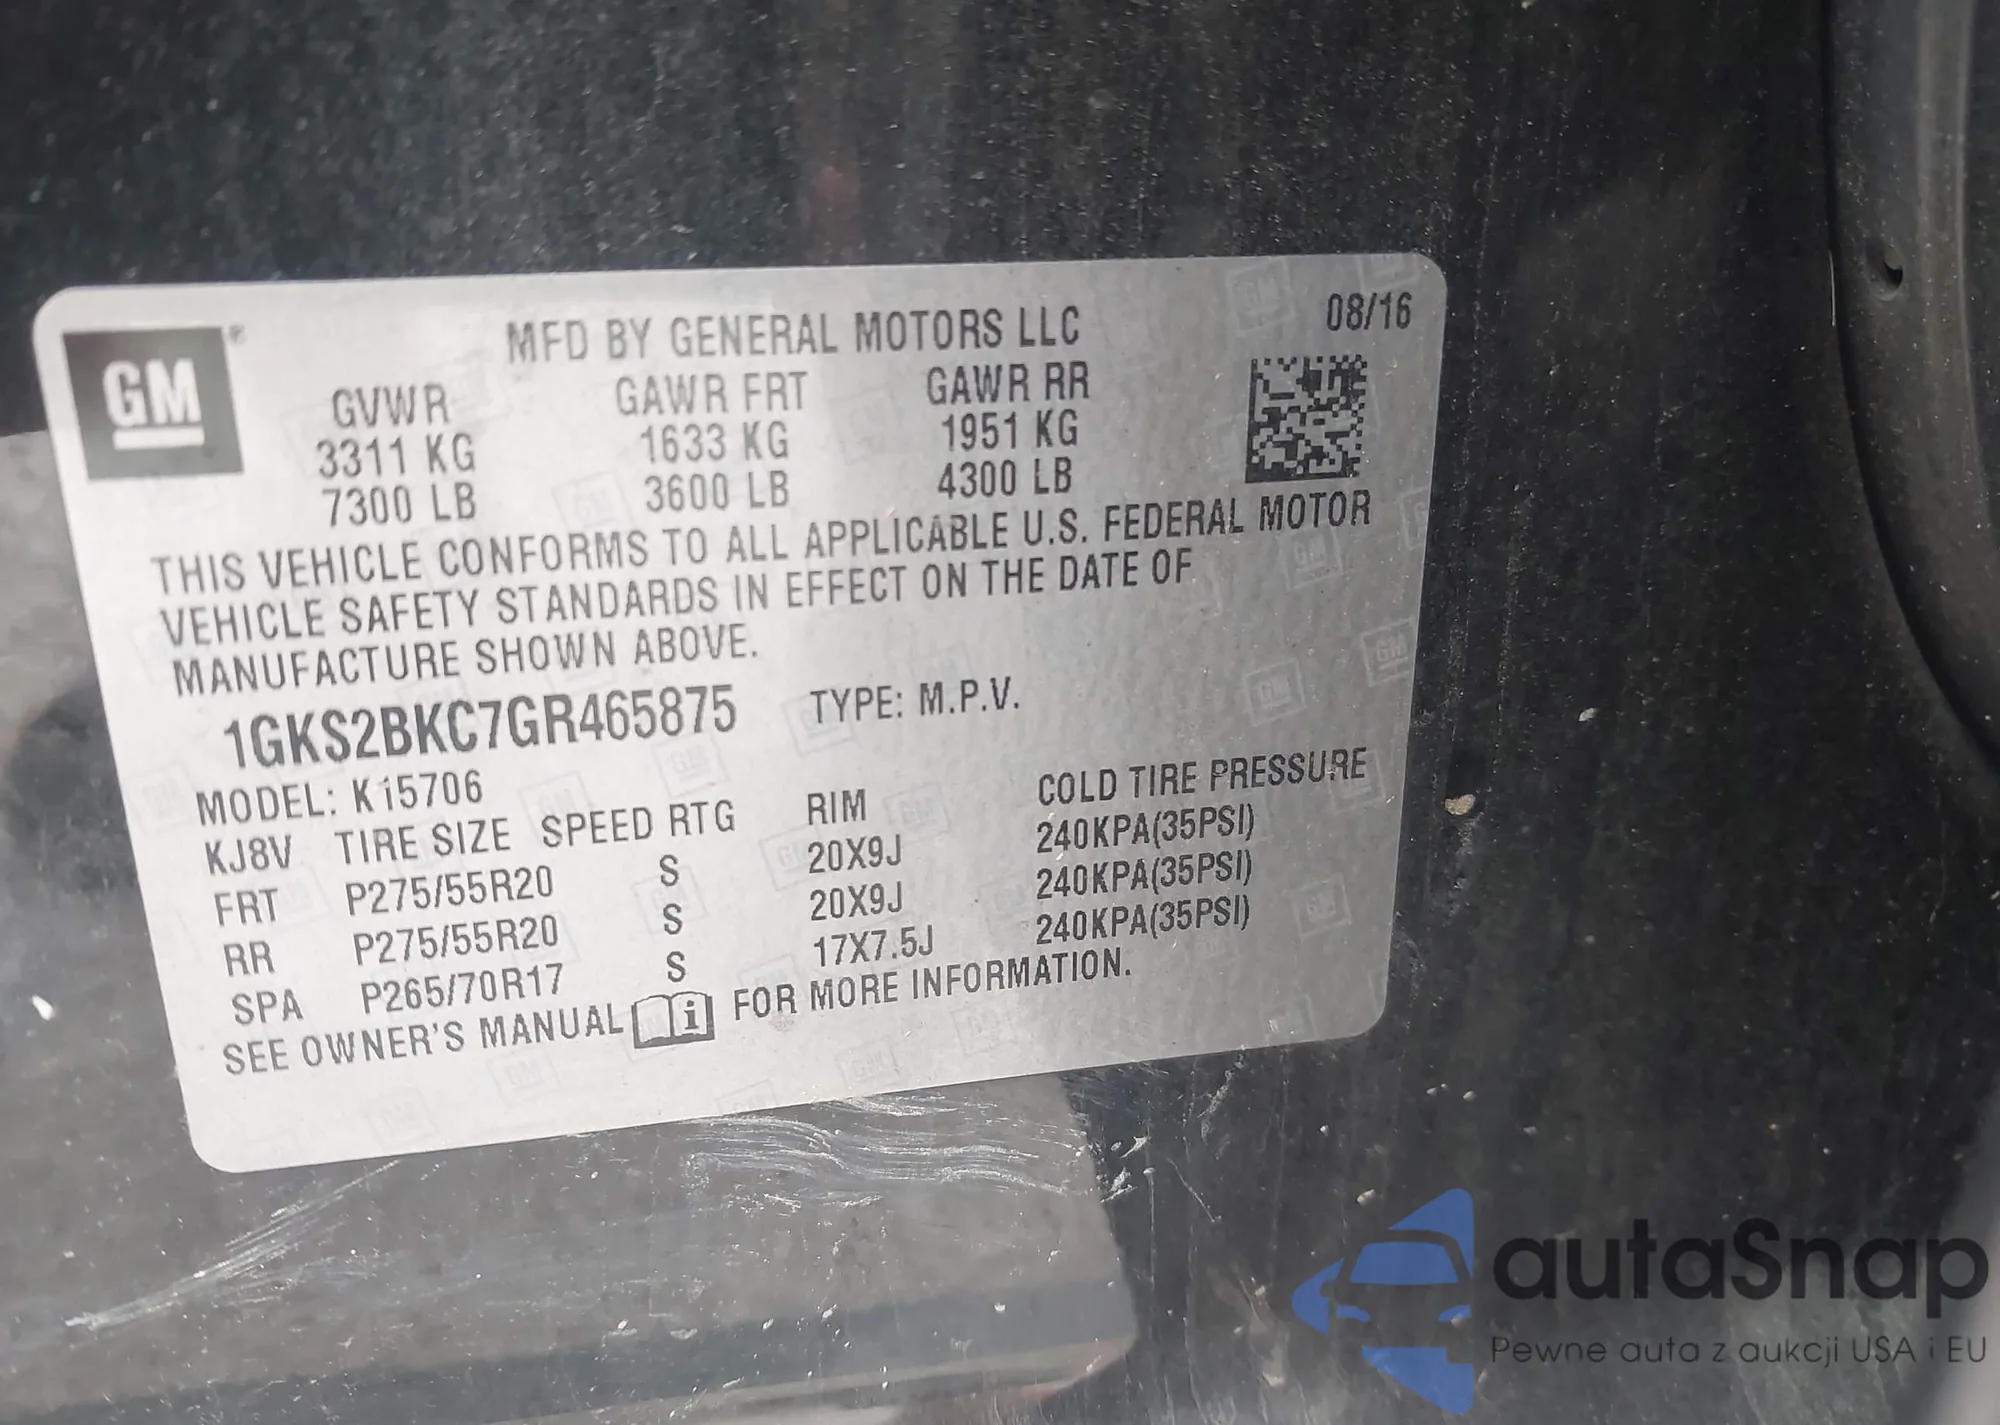 GM
®
MFD BY GENERAL MOTORS LLC 08/16
GVWR GAWR FRT GAWR RR
3311 KG 1633 KG 1951 KG
7300 LB 3600 LB 4300 LB
THIS VEHICLE CONFORMS TO ALL APPLICABLE U.S. FEDERAL MOTOR
VEHICLE SAFETY STANDARDS IN EFFECT ON THE DATE OF
MANUFACTURE SHOWN ABOVE.
1GKS2BKC7GR465875 TYPE: M.P.V.
MODEL: K15706
KJ8V TIRE SIZE SPEED RTG RIM COLD TIRE PRESSURE
FRT P275/55R20 S 20X9J 240KPA(35PSI)
RR P275/55R20 S 20X9J 240KPA(35PSI)
SPA P265/70R17 S 17X7.5J 240KPA(35PSI)
SEE OWNER'S MANUAL i FOR MORE INFORMATION.
autaSnap
Pewne auta z aukcji USA i EU